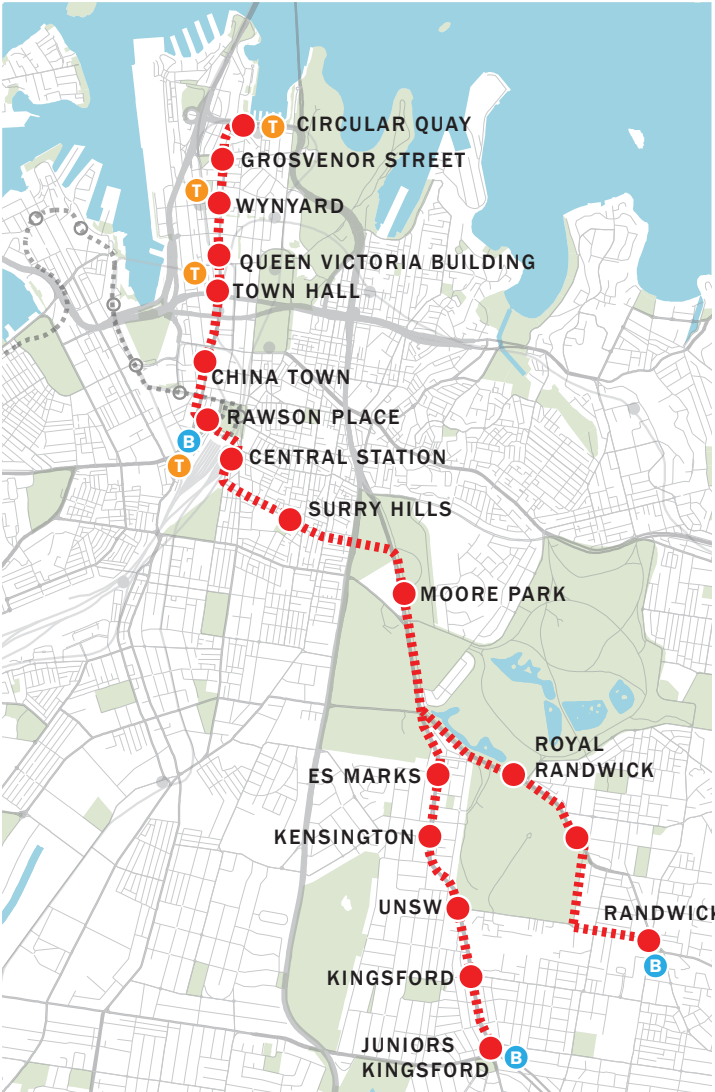 T CIRCULAR QUAY
GROSVENOR STREET
T
WYNYARD
QUEEN VICTORIA BUILDING
T
TOWN HALL
CHINA TOWN
RAWSON PLACE
B
CENTRAL STATION
T
SURRY HILLS
MOORE PARK
ROYAL
RANDWICK
ES MARKS
KENSINGTON
UNSW
RANDWICK
B
KINGSFORD
JUNIORS
KINGSFORD
B